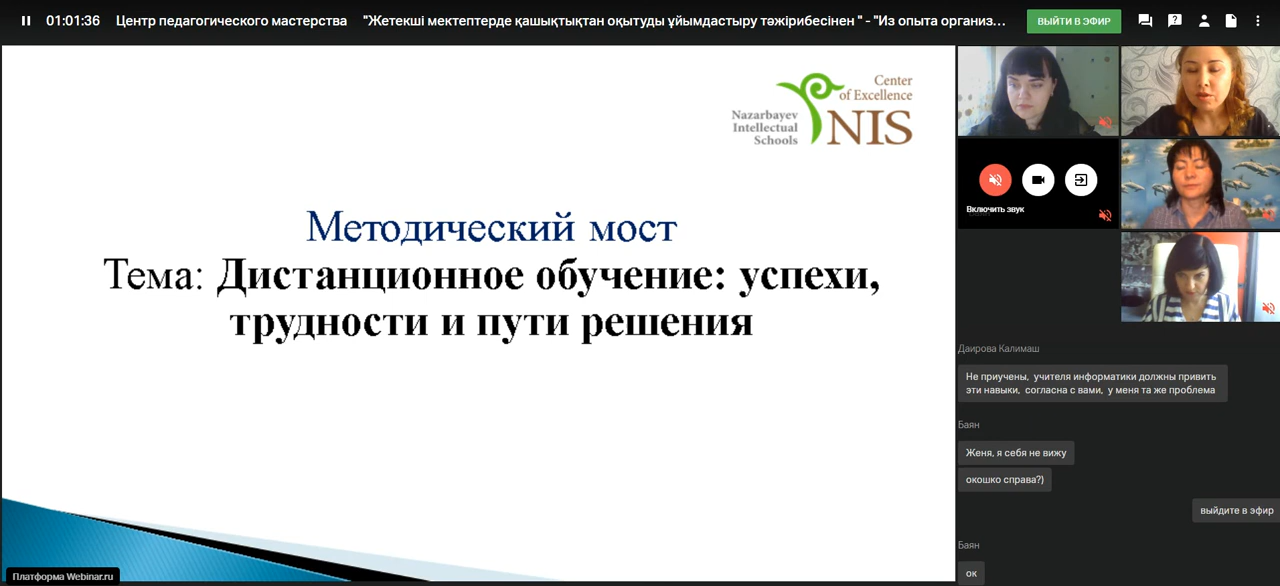 01:01:36 Центр педагогического мастерства "Жетекші мектептерде қашықтықтан оқытуды ұйымдастыру тәжірибесінен " - "Из опыта организ...
ВЫЙТИ В ЭФИР
Center
of Excellence
Nazarbayev
Intellectual
Schools
NIS
Методический мост
Тема: Дистанционное обучение: успехи,
трудности и пути решения
Платформа Webinar.ru
Включить звук
Даирова Калимаш
Не приучены, учителя информатики должны привить
эти навыки, согласна с вами, у меня та же проблема
Баян
Женя, я себя не вижу
окошко справа?)
выйдите в эфир
Баян
ок